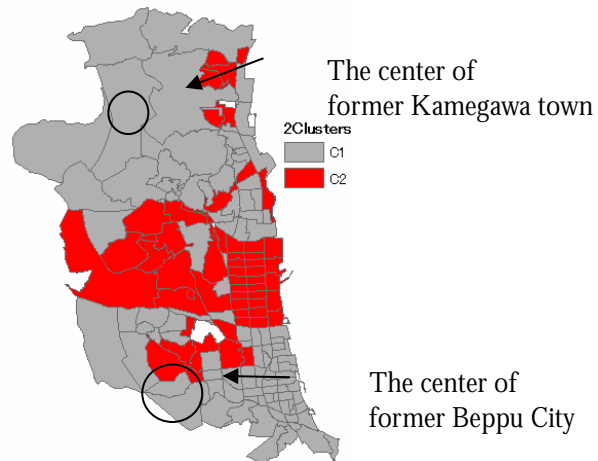 The center of
former Kamegawa town
2Clusters
C1
C2
The center of
former Beppu City